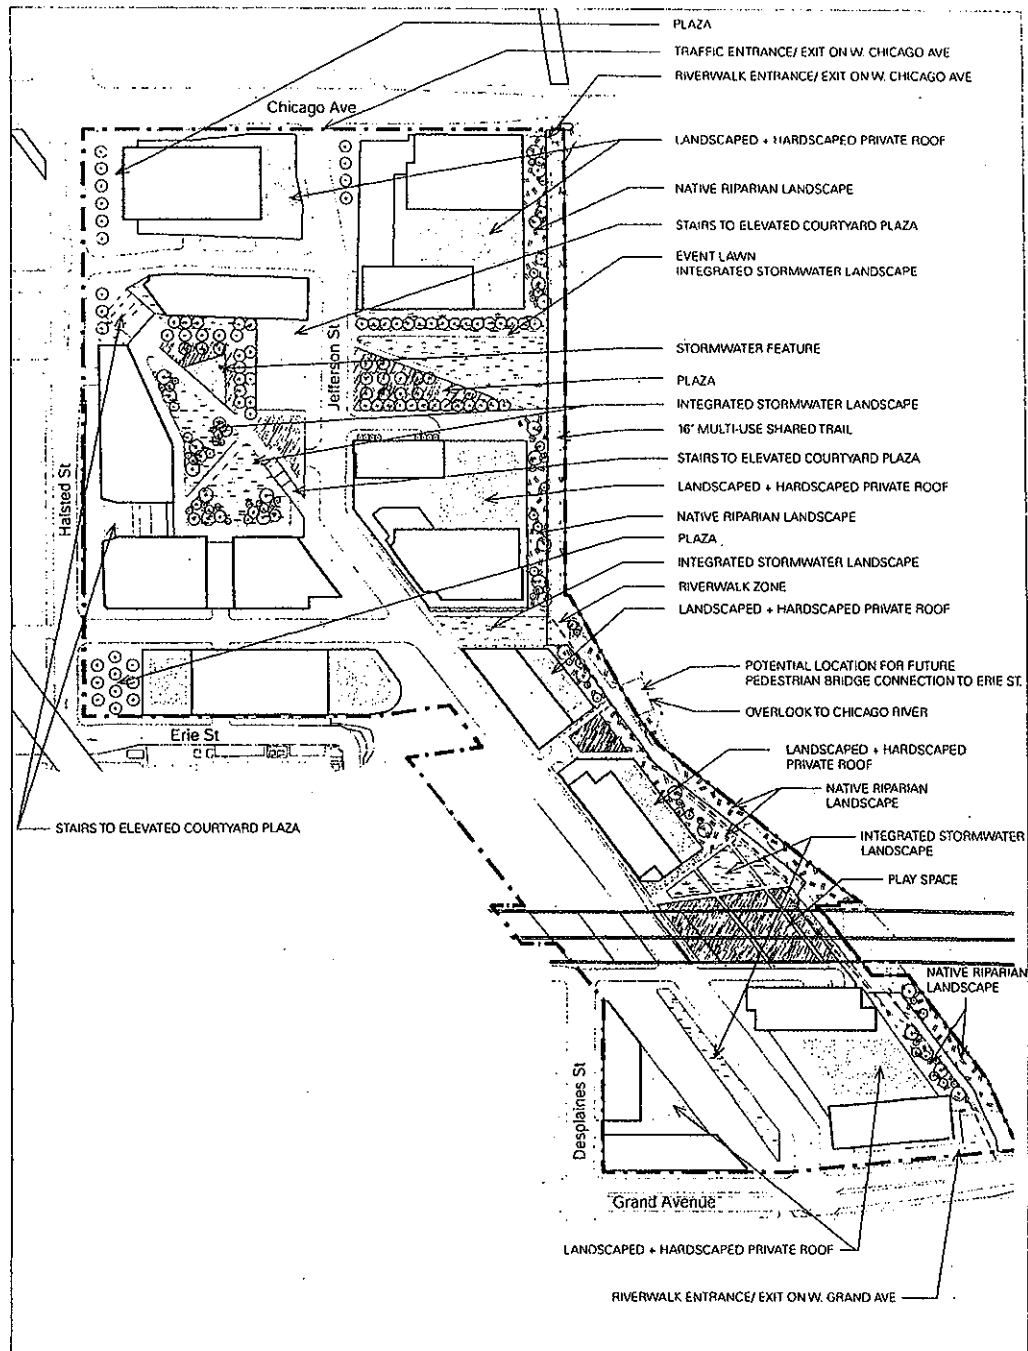 PLAZA
TRAFFIC ENTRANCE/ EXIT ON W. CHICAGO AVE
RIVERWALK ENTRANCE/ EXIT ON W. CHICAGO AVE
Chicago Ave
LANDSCAPED + HARDSCAPED PRIVATE ROOF
NATIVE RIPARIAN LANDSCAPE
STAIRS TO ELEVATED COURTYARD PLAZA
EVENT LAWN
INTEGRATED STORMWATER LANDSCAPE
STORMWATER FEATURE
Jefferson St
PLAZA
INTEGRATED STORMWATER LANDSCAPE
16' MULTI-USE SHARED TRAIL
STAIRS TO ELEVATED COURTYARD PLAZA
Halsted St
LANDSCAPED + HARDSCAPED PRIVATE ROOF
NATIVE RIPARIAN LANDSCAPE
PLAZA
INTEGRATED STORMWATER LANDSCAPE
RIVERWALK ZONE
LANDSCAPED + HARDSCAPED PRIVATE ROOF
POTENTIAL LOCATION FOR FUTURE
PEDESTRIAN BRIDGE CONNECTION TO ERIE ST.
OVERLOOK TO CHICAGO RIVER
Erie St
LANDSCAPED + HARDSCAPED
PRIVATE ROOF
NATIVE RIPARIAN
LANDSCAPE
STAIRS TO ELEVATED COURTYARD PLAZA
INTEGRATED STORMWATER
LANDSCAPE
PLAY SPACE
NATIVE RIPARIAN
LANDSCAPE
Desplaines St
Grand Avenue
LANDSCAPED + HARDSCAPED PRIVATE ROOF
RIVERWALK ENTRANCE/ EXIT ON W. GRAND AVE